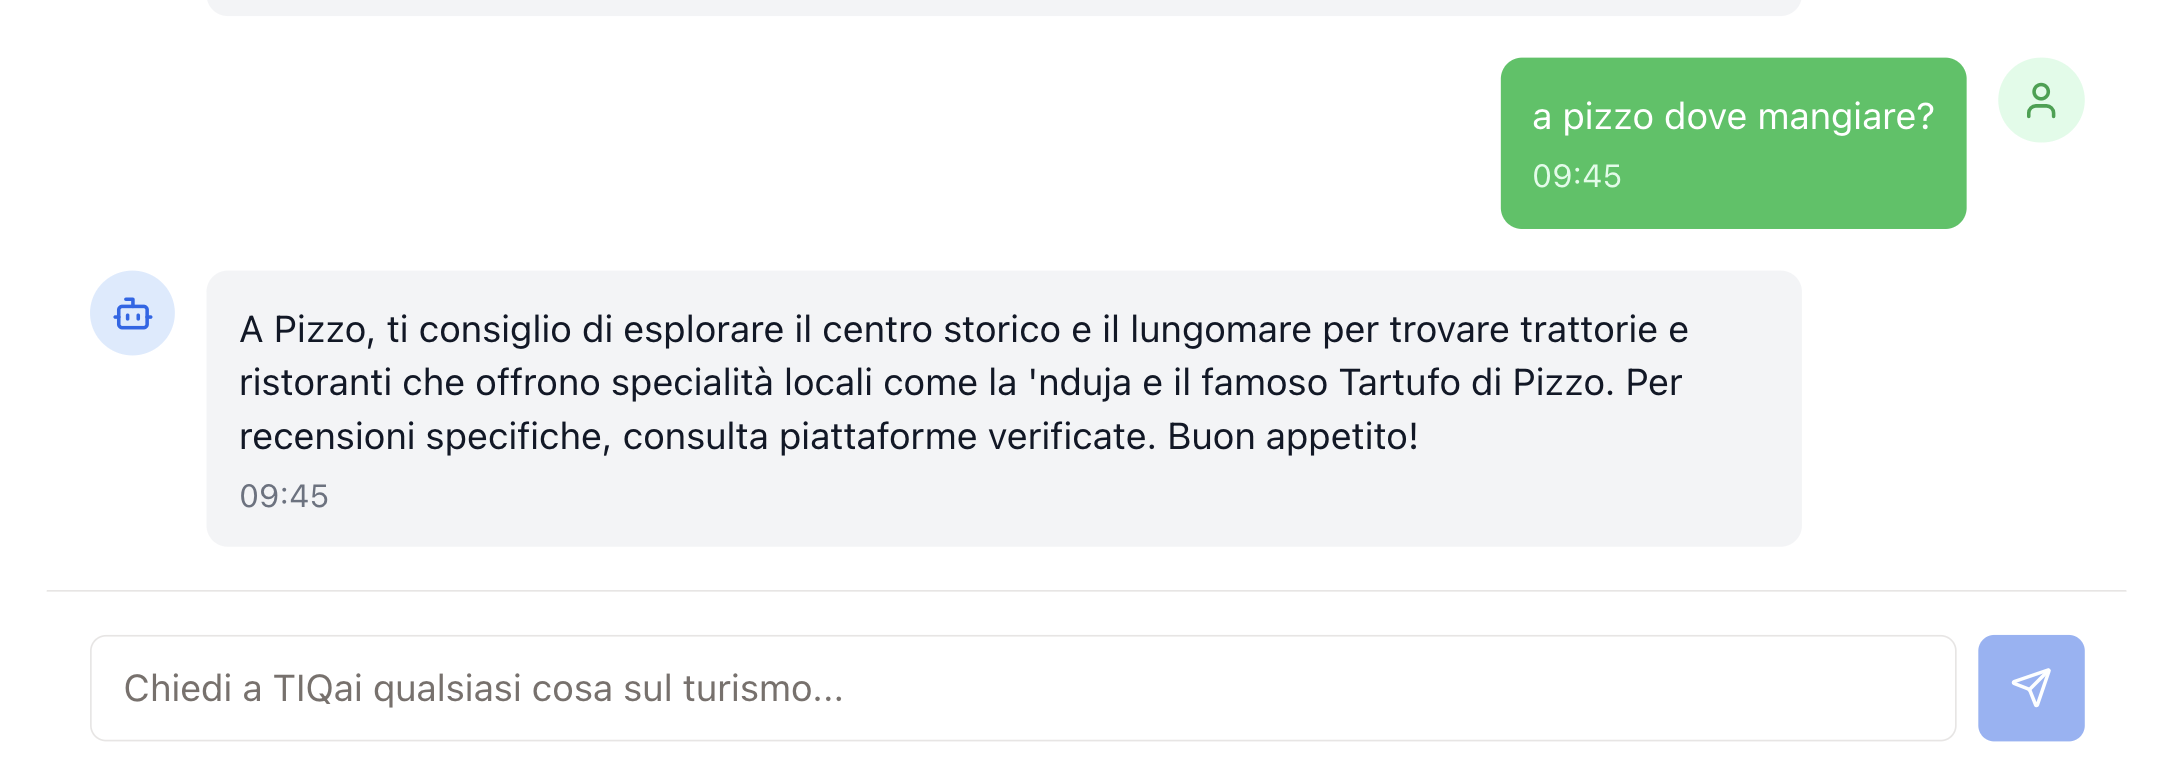 a pizzo dove mangiare?
09:45
A Pizzo, ti consiglio di esplorare il centro storico e il lungomare per trovare trattorie e
ristoranti che offrono specialità locali come la 'nduja e il famoso Tartufo di Pizzo. Per
recensioni specifiche, consulta piattaforme verificate. Buon appetito!
09:45
Chiedi a TIQai qualsiasi cosa sul turismo...